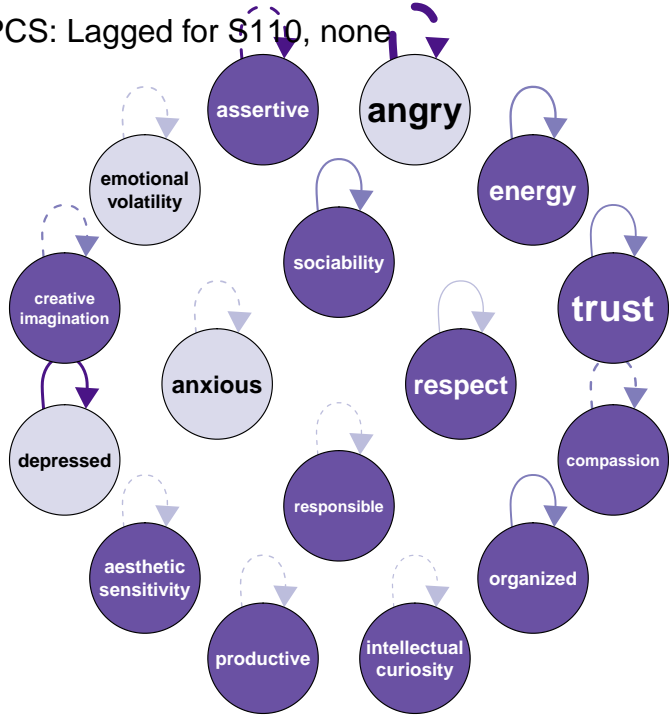 PCS: Lagged for S110, none
assertive
angry
emotional
volatility
energy
sociability
creative
imagination
trust
anxious
respect
depressed
compassion
responsible
aesthetic
sensitivity
organized
productive
intellectual
curiosity